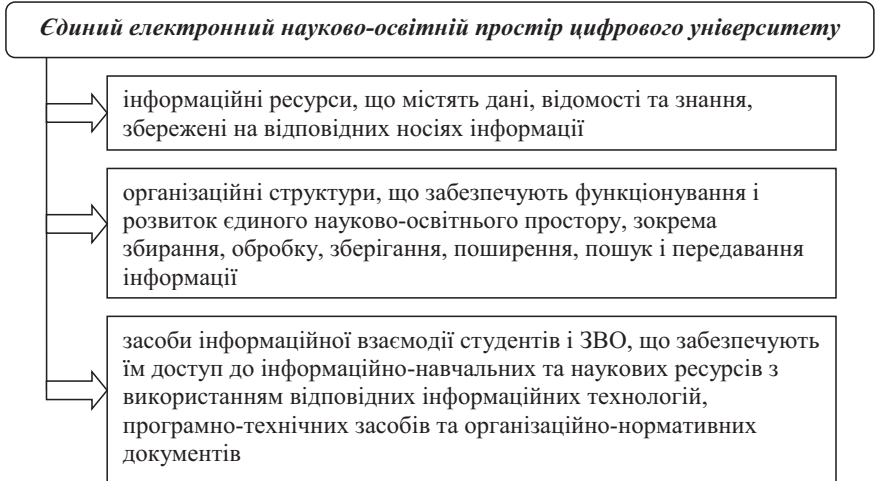 Єдиний електронний науково-освітній простір цифрового університету
інформаційні ресурси, що містять дані, відомості та знання,
збережені на відповідних носіях інформації
організаційні структури, що забезпечують функціонування і
розвиток єдиного науково-освітнього простору, зокрема
збирання, обробку, зберігання, поширення, пошук і передавання
інформації
засоби інформаційної взаємодії студентів і ЗВО, що забезпечують
їм доступ до інформаційно-навчальних та наукових ресурсів з
використанням відповідних інформаційних технологій,
програмно-технічних засобів та організаційно-нормативних
документів